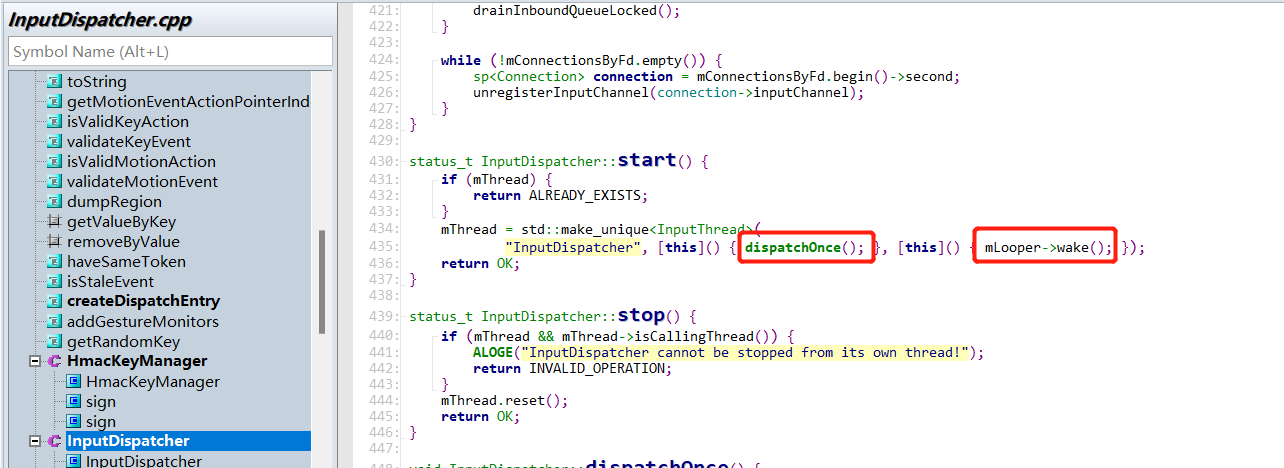 InputDispatcher.cpp
Symbol Name (Alt+L)
toString
getMotionEventActionPointerInd
isValidKeyAction
validateKeyEvent
isValidMotionAction
validateMotionEvent
dumpRegion
getValueByKey
removeByValue
haveSameToken
isStaleEvent
createDispatchEntry
addGestureMonitors
getRandomKey
HmacKeyManager
HmacKeyManager
sign
sign
InputDispatcher
InputDispatcher
421: drainInboundQueueLocked();
422: }
423:
424: while (!mConnectionsByFd.empty()) {
425: sp<Connection> connection = mConnectionsByFd.begin()->second;
426: unregisterInputChannel(connection->inputChannel);
427: }
428: }
429:
430: status_t InputDispatcher::start() {
431: if (mThread) {
432: return ALREADY_EXISTS;
433: }
434: mThread = std::make_unique<InputThread>(
435: "InputDispatcher", [this]() { dispatchOnce(); }, [this]() { mLooper->wake(); });
436: return OK;
437: }
438:
439: status_t InputDispatcher::stop() {
440: if (mThread && mThread->isCallingThread()) {
441: ALOGE("InputDispatcher cannot be stopped from its own thread!");
442: return INVALID_OPERATION;
443: }
444: mThread.reset();
445: return OK;
446: }
447:
448: void InputDispatcher::dispatchOnce() {